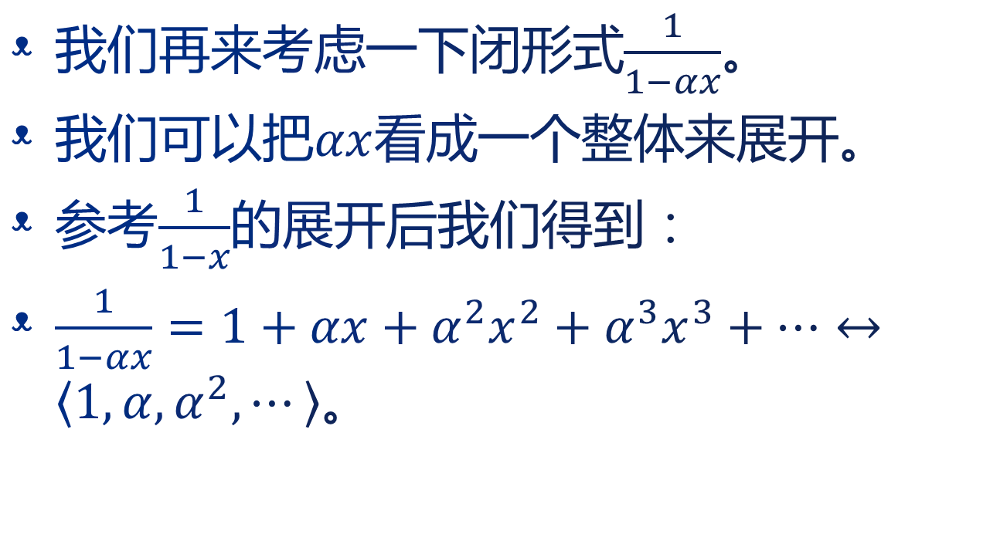 我们再来考虑一下闭形式$\frac{1}{1-\alpha x}$。
我们可以把$\alpha x$看成一个整体来展开。
参考$\frac{1}{1-x}$的展开后我们得到：
$\frac{1}{1-\alpha x} = 1 + \alpha x + \alpha^2 x^2 + \alpha^3 x^3 + \cdots \leftrightarrow$
$\langle 1, \alpha, \alpha^2, \cdots \rangle$。